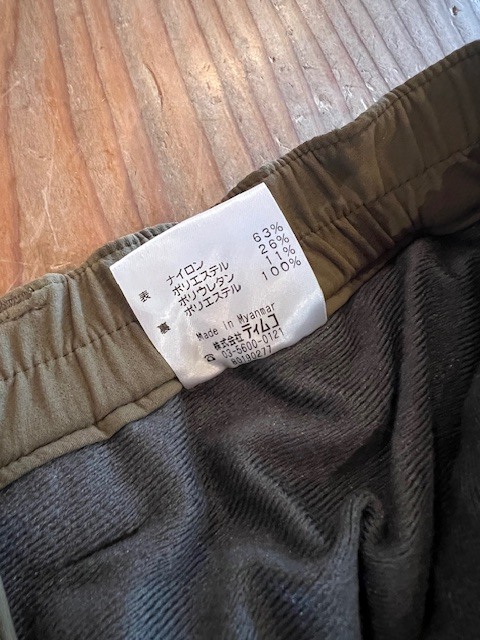 表 ナイロン 63%
ポリエステル 26%
ポリウレタン 11%
裏 ポリエステル 100%
Made in Myanmar
株式会社ティムコ
☎ 03-5600-0121
89190277